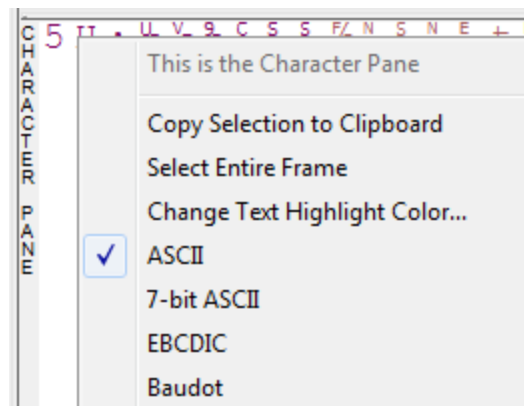 CHARACTER PANE
This is the Character Pane
Copy Selection to Clipboard
Select Entire Frame
Change Text Highlight Color...
ASCII
7-bit ASCII
EBCDIC
Baudot